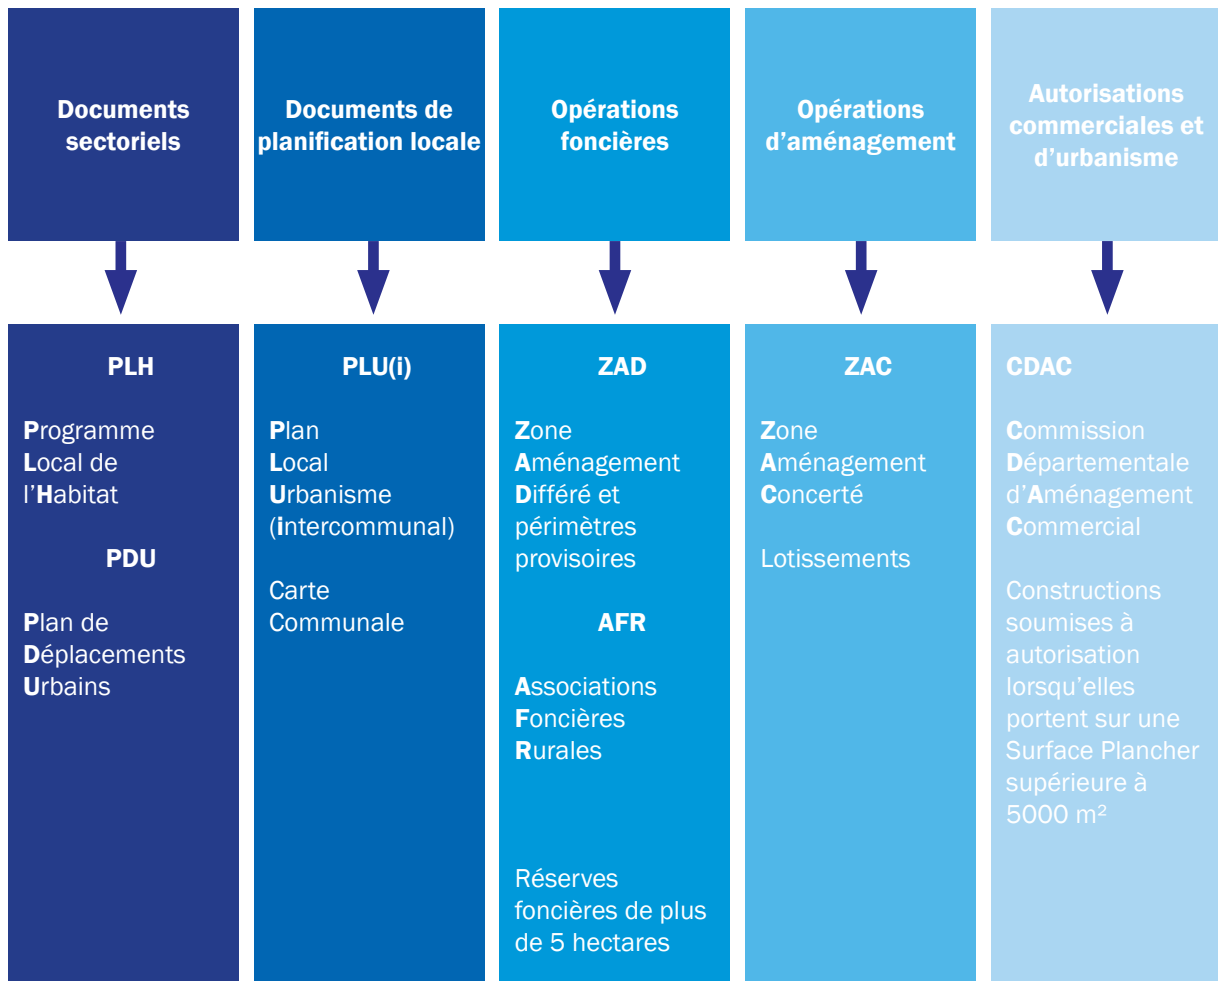 Documents
sectoriels
Documents de
planification locale
Opérations
foncières
Opérations
d’aménagement
Autorisations
commerciales et
d’urbanisme
PLH
Programme
Local de
l’Habitat
PDU
Plan de
Déplacements
Urbains
PLU(i)
Plan
Local
Urbanisme
(intercommunal)
Carte
Communale
ZAD
Zone
Aménagement
Différé et
périmètres
provisoires
AFR
Associations
Foncières
Rurales
Réserves
foncières de plus
de 5 hectares
ZAC
Zone
Aménagement
Concerté
Lotissements
CDAC
Commission
Départementale
d’Aménagement
Commercial
Constructions
soumises à
autorisation
lorsqu’elles
portent sur une
Surface Plancher
supérieure à
5000 m²